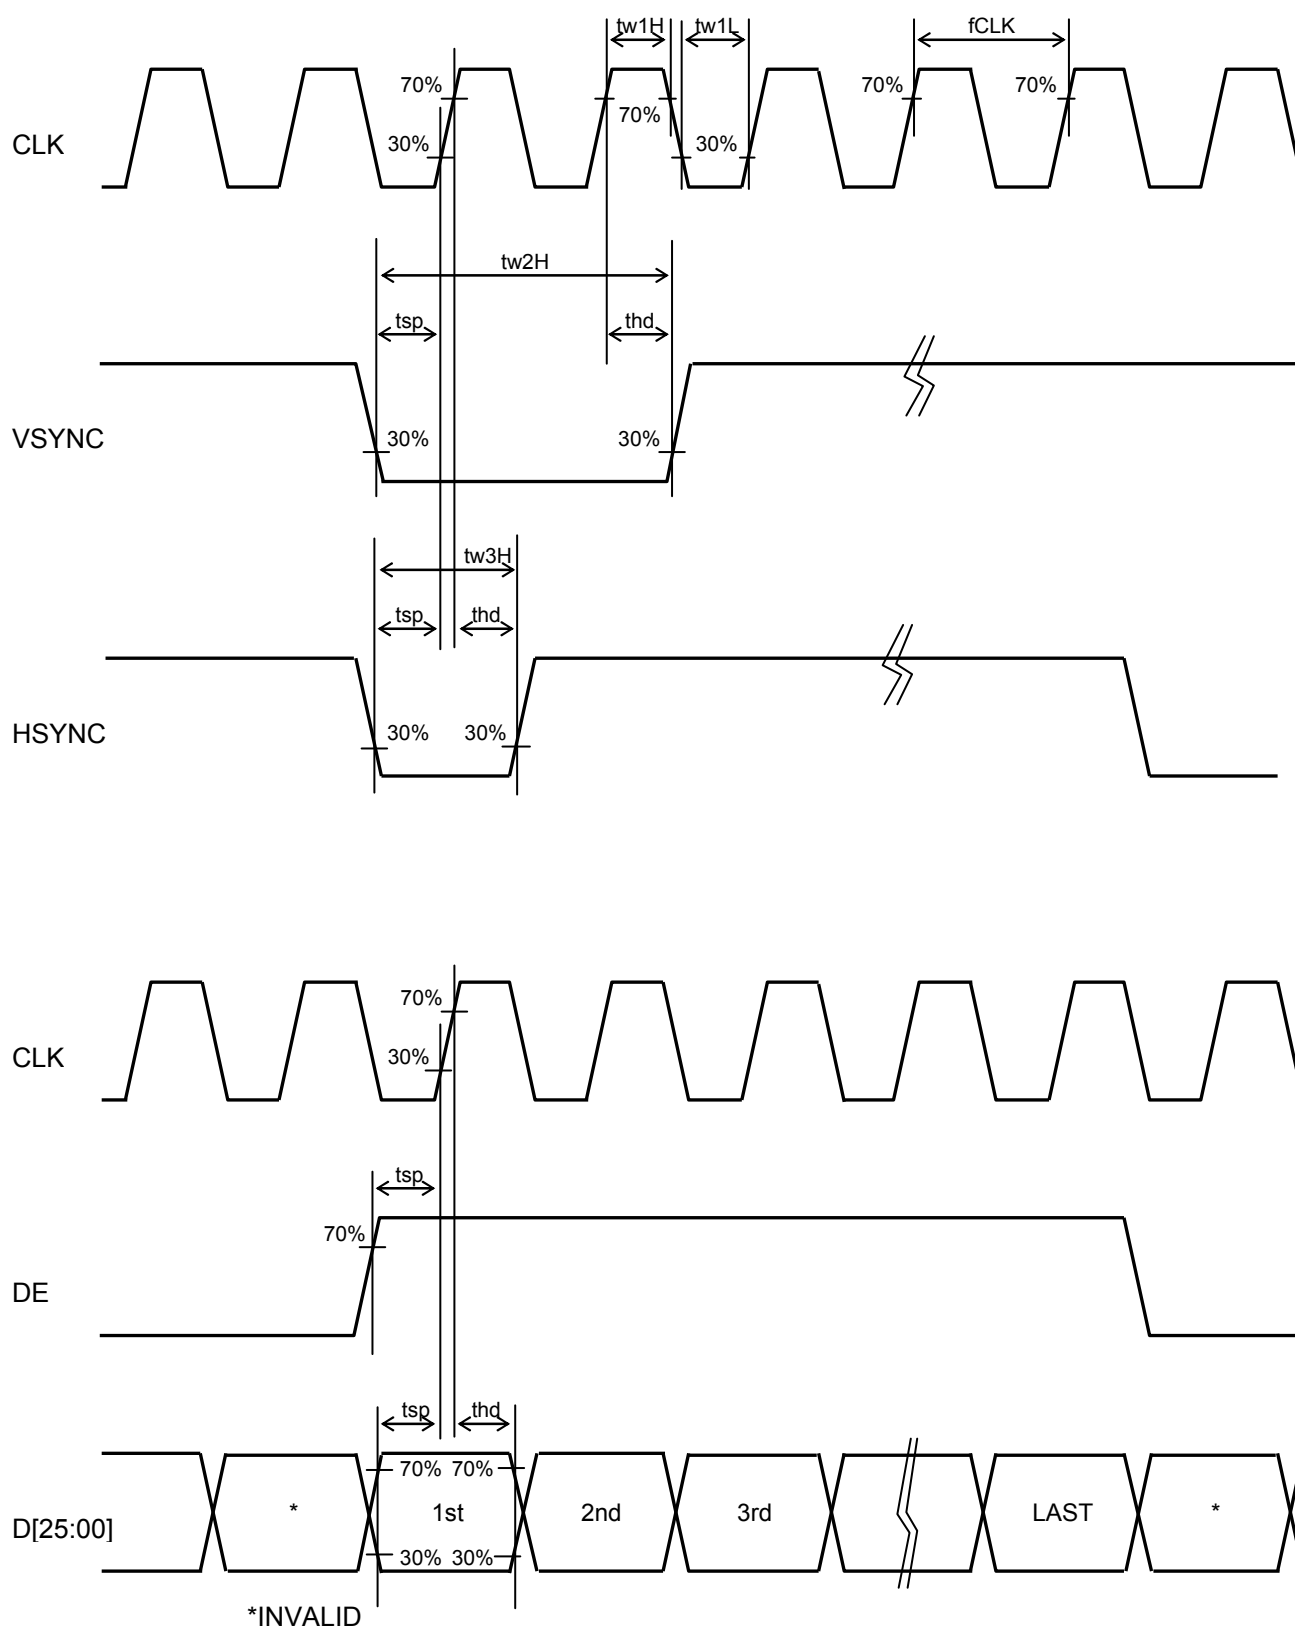 tw1H tw1L fCLK
70% 70% 70% 70%
CLK 30% 30%
tw2H
tsp thd
VSYNC 30% 30%
tw3H
tsp thd
HSYNC 30% 30%
70%
CLK 30%
tsp
70%
DE
tsp thd
70% 70%
D[25:00] * 1st 2nd 3rd LAST *
30% 30%
*INVALID